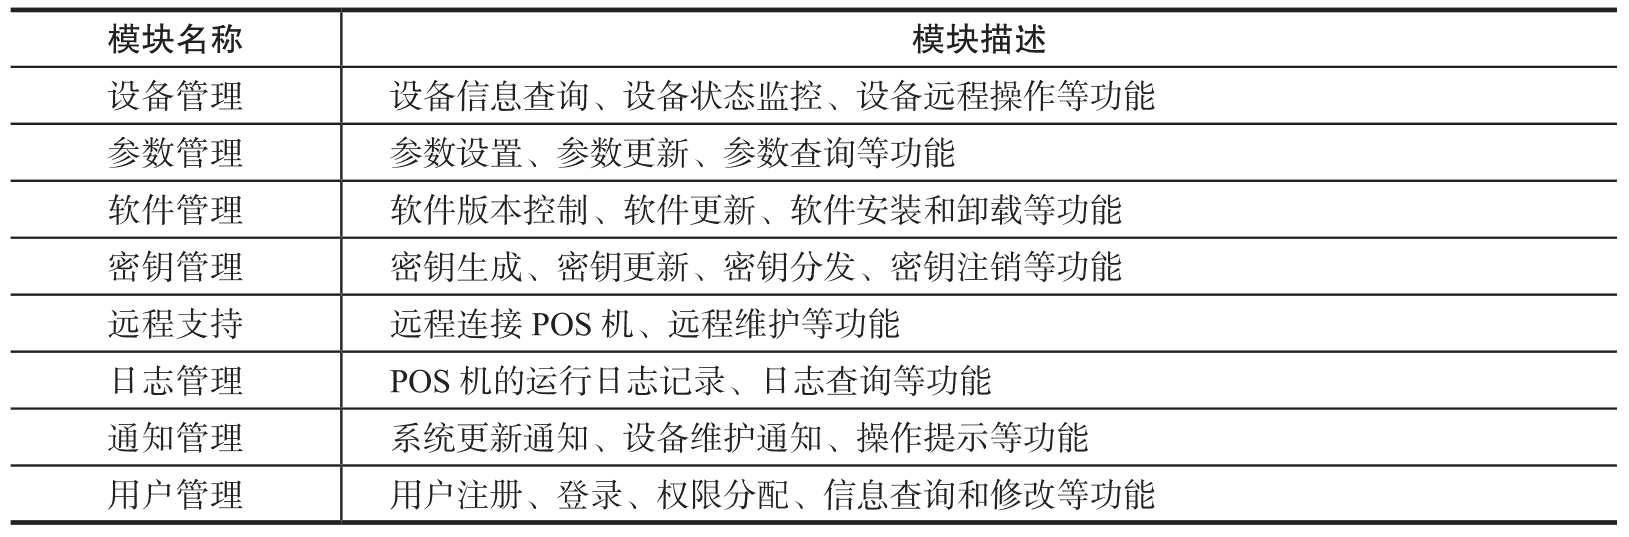 模块名称 模块描述
设备管理 设备信息查询、设备状态监控、设备远程操作等功能
参数管理 参数设置、参数更新、参数查询等功能
软件管理 软件版本控制、软件更新、软件安装和卸载等功能
密钥管理 密钥生成、密钥更新、密钥分发、密钥注销等功能
远程支持 远程连接 POS 机、远程维护等功能
日志管理 POS 机的运行日志记录、日志查询等功能
通知管理 系统更新通知、设备维护通知、操作提示等功能
用户管理 用户注册、登录、权限分配、信息查询和修改等功能